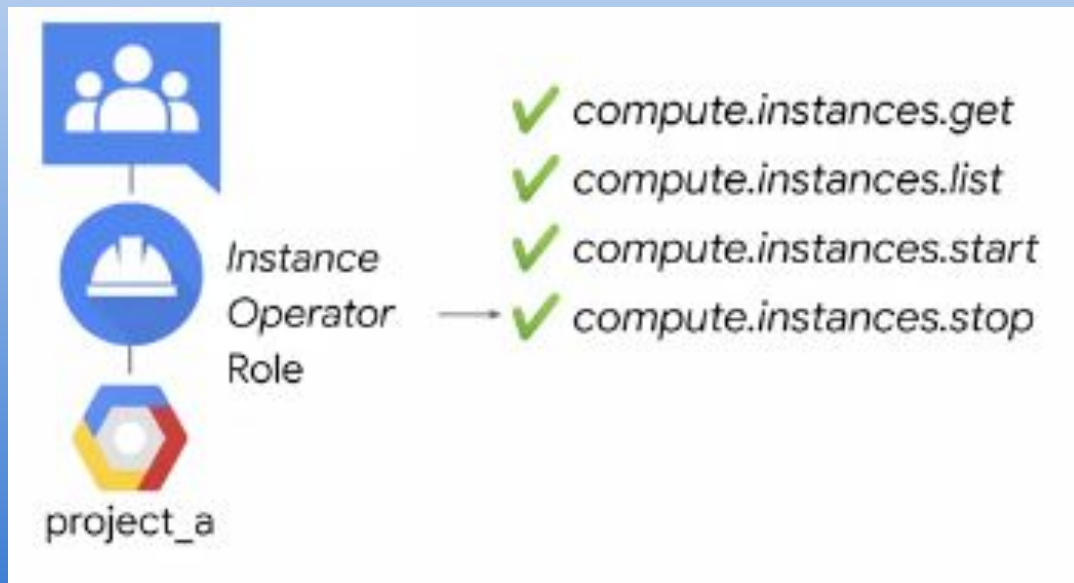 compute.instances.get
compute.instances.list
compute.instances.start
compute.instances.stop
Instance
Operator
Role
project_a